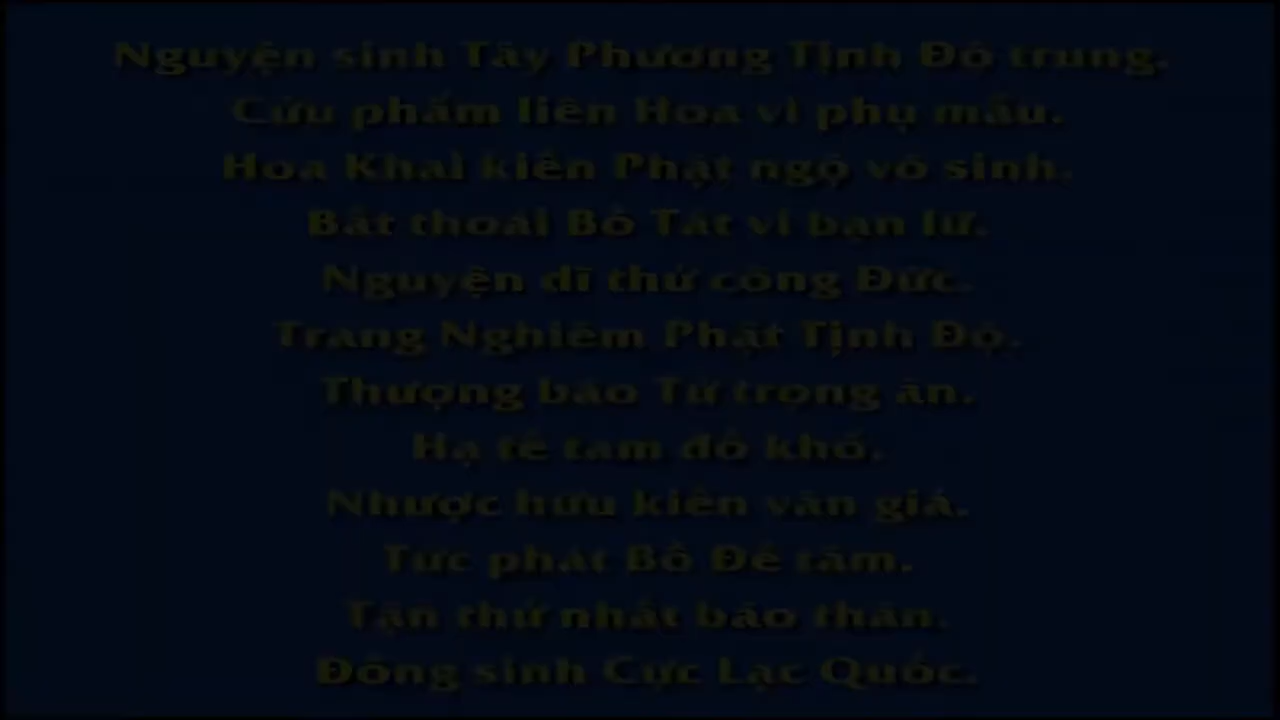 Nguyện sinh Tây Phương Tịnh Độ trung.
Cửu phẩm liên Hoa vi phụ mẫu.
Hoa Khai kiến Phật ngộ vô sinh.
Bất thoái Bồ Tát vi bạn lữ.
Nguyện dĩ thử công Đức.
Trang Nghiêm Phật Tịnh Độ.
Thượng báo Tứ trọng ân.
Hạ tế tam đồ khổ.
Nhược hữu kiến văn giả.
Tức phát Bồ Đề tâm.
Tận thử nhất báo thân.
Đồng sinh Cực Lạc Quốc.